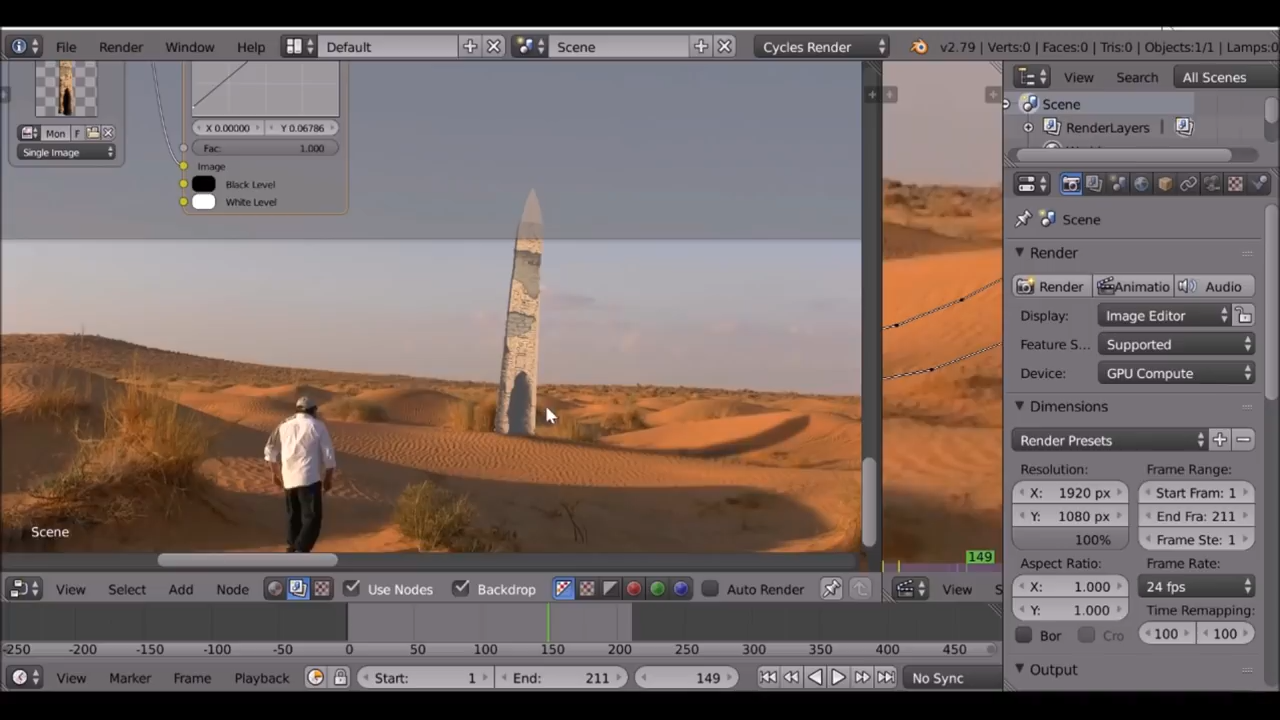 File Render Window Help Default Scene Cycles Render v2.79 | Verts:0 | Faces:0 | Tris:0 | Objects:1/1 | Lamps:0
View Search All Scenes
Scene
RenderLayers
Mon F
Single Image
X 0.00000 Y 0.06786
Fac: 1.000
Image
Black Level
White Level
Scene
Render
Render Animatio Audio
Display: Image Editor
Feature S... Supported
Device: GPU Compute
Dimensions
Render Presets
Resolution: Frame Range:
X: 1920 px Start Fram: 1
Y: 1080 px End Fra: 211
100% Frame Ste: 1
Aspect Ratio: Frame Rate:
X: 1.000 24 fps
Y: 1.000 Time Remapping:
Bor Cro 100 100
Output
Scene
149
View Select Add Node Use Nodes Backdrop Auto Render View S
-250 -200 -150 -100 -50 0 50 100 150 200 250 300 350 400 450
View Marker Frame Playback Start: 1 End: 211 149 No Sync